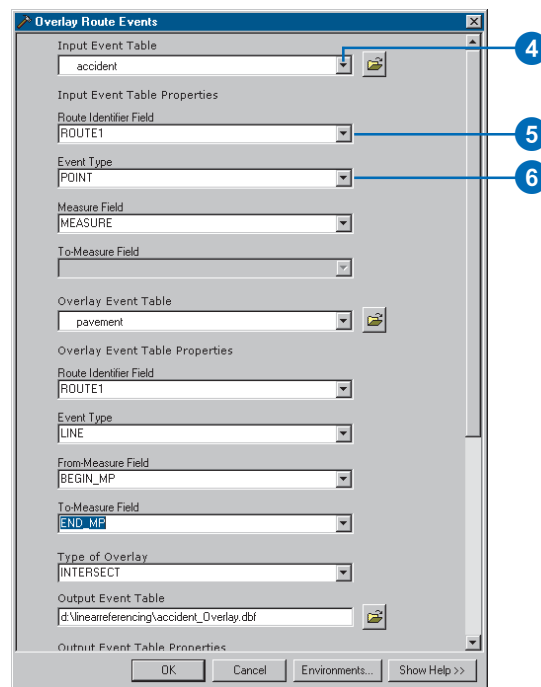 Overlay Route Events
Input Event Table
accident
4
Input Event Table Properties
Route Identifier Field
ROUTE1
5
Event Type
POINT
6
Measure Field
MEASURE
To-Measure Field
Overlay Event Table
pavement
Overlay Event Table Properties
Route Identifier Field
ROUTE1
Event Type
LINE
From-Measure Field
BEGIN_MP
To-Measure Field
END_MP
Type of Overlay
INTERSECT
Output Event Table
d:\linearreferencing\accident_Overlay.dbf
Output Event Table Properties
OK Cancel Environments... Show Help >>